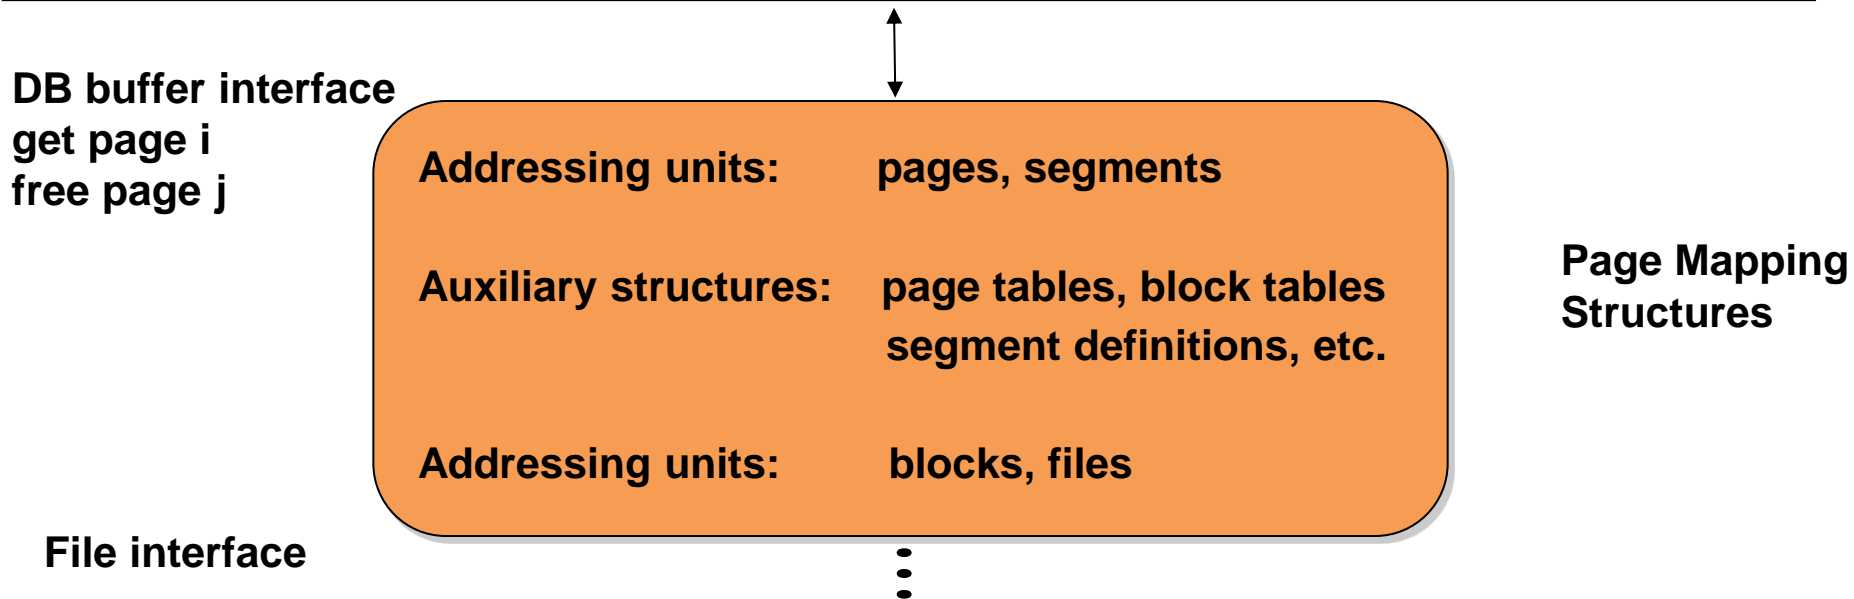 DB buffer interface
get page i
free page j
Addressing units: pages, segments
Auxiliary structures: page tables, block tables
segment definitions, etc.
Addressing units: blocks, files
Page Mapping
Structures
File interface